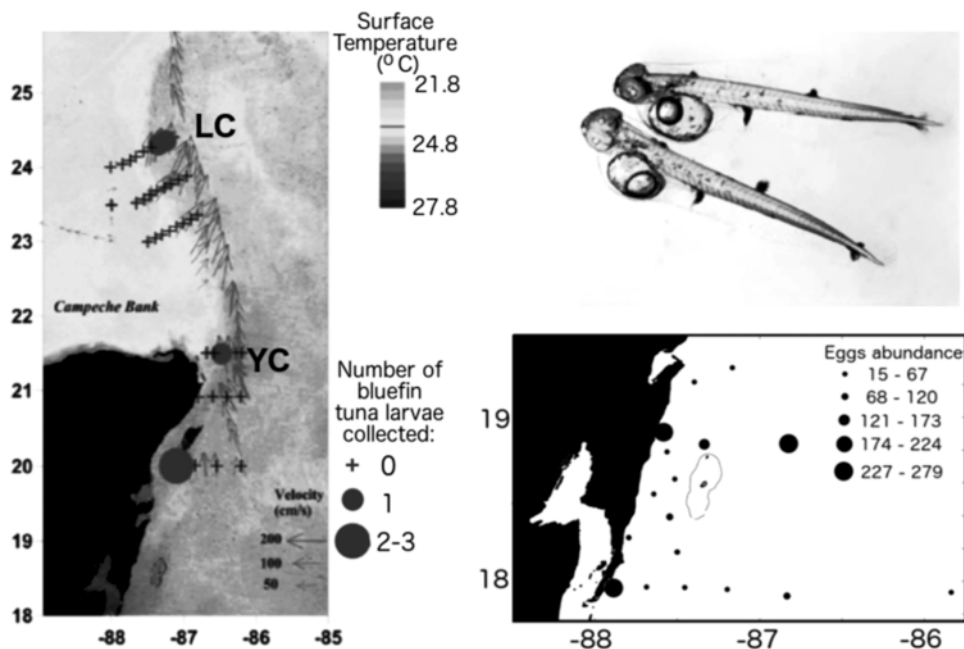 Surface
Temperature
(° C)
21.8
24.8
27.8
25
24
23
22
21
20
19
18
-88
-87
-86
-85
LC
YC
Campeche Bank
Velocity
(cm/s)
200
100
50
Number of
bluefin
tuna larvae
collected:
0
1
2-3
Eggs abundance
15 - 67
68 - 120
121 - 173
174 - 224
227 - 279
19
18
-88
-87
-86